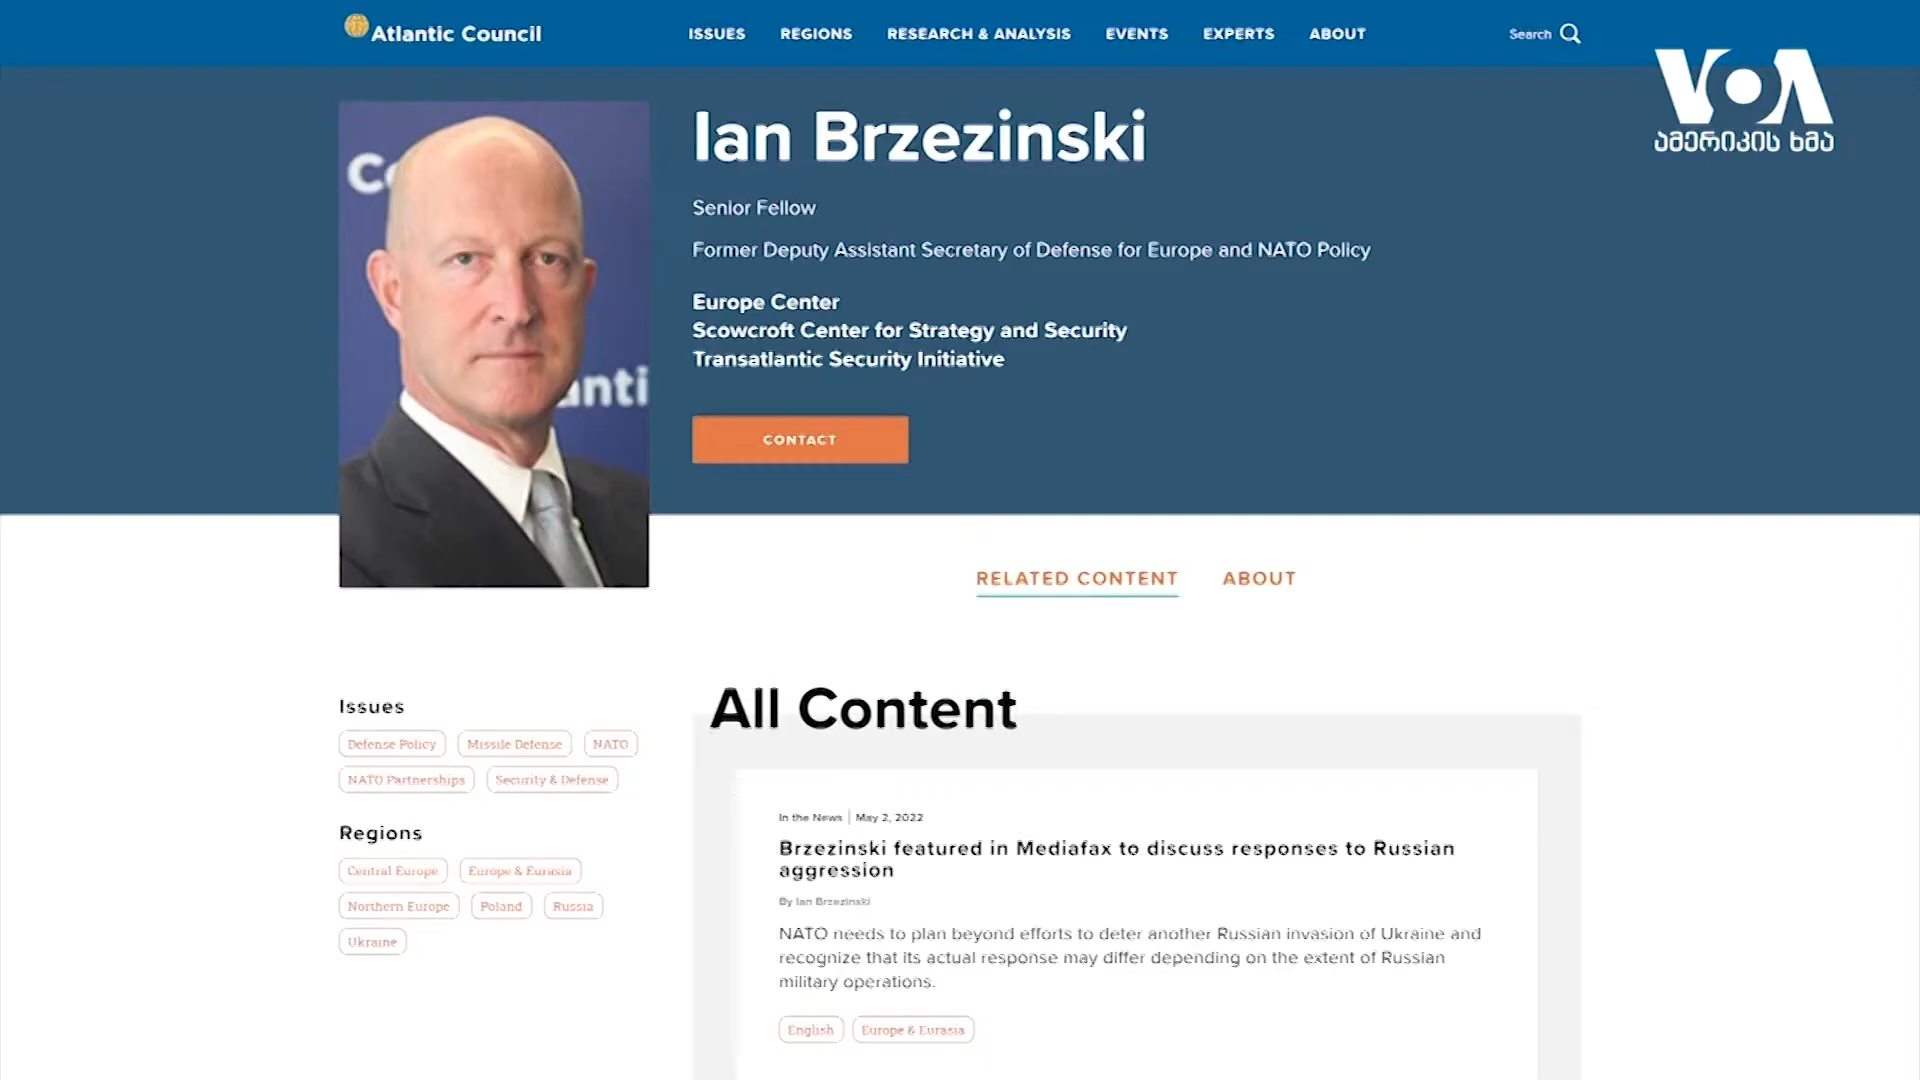 Atlantic Council
ISSUES REGIONS RESEARCH & ANALYSIS EVENTS EXPERTS ABOUT Search
VOA
ამერიკის ხმა
Ian Brzezinski
Senior Fellow
Former Deputy Assistant Secretary of Defense for Europe and NATO Policy
Europe Center
Scowcroft Center for Strategy and Security
Transatlantic Security Initiative
CONTACT
Co
anti
RELATED CONTENT ABOUT
Issues
Defense Policy Missile Defense NATO
NATO Partnerships Security & Defense
Regions
Central Europe Europe & Eurasia
Northern Europe Poland Russia
Ukraine
All Content
In the News | May 2, 2022
Brzezinski featured in Mediafax to discuss responses to Russian
aggression
By Ian Brzezinski
NATO needs to plan beyond efforts to deter another Russian invasion of Ukraine and
recognize that its actual response may differ depending on the extent of Russian
military operations.
English Europe & Eurasia